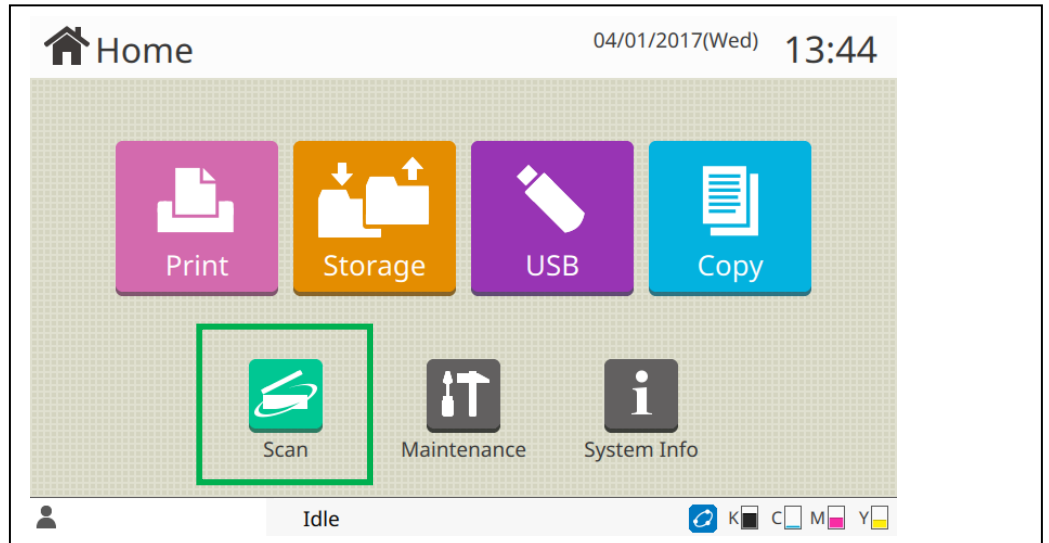 Home 04/01/2017(Wed) 13:44
Print Storage USB Copy
Scan Maintenance System Info
Idle K C M Y